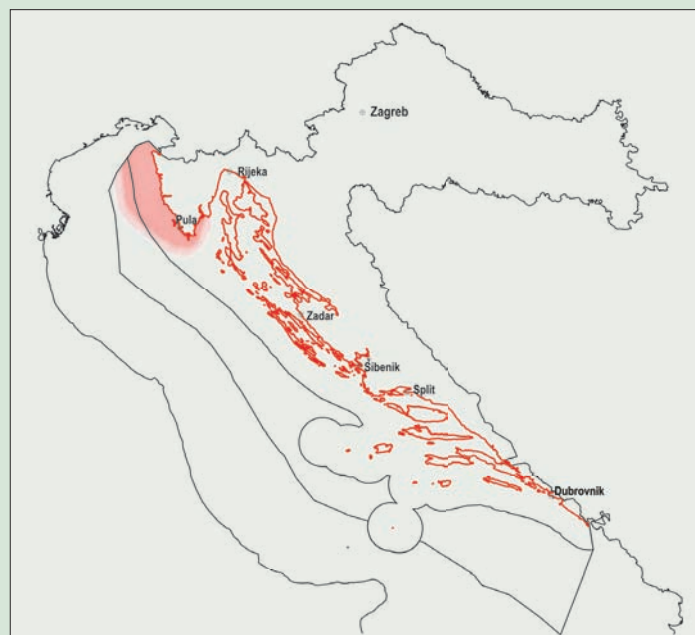 Zagreb
Rijeka
Pula
Zadar
Šibenik
Split
Dubrovnik